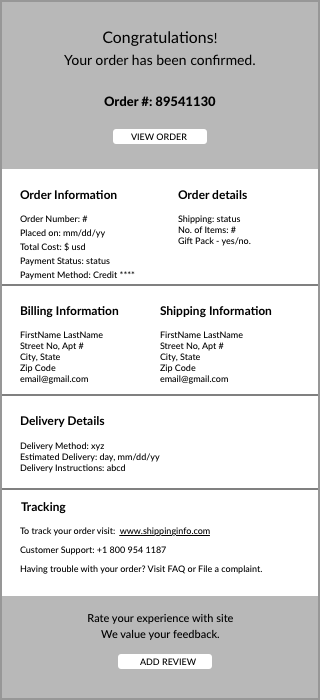 Congratulations!
Your order has been confirmed.
Order #: 89541130
VIEW ORDER
Order Information
Order Number: #
Placed on: mm/dd/yy
Total Cost: $ usd
Payment Status: status
Payment Method: Credit ****
Order details
Shipping: status
No. of Items: #
Gift Pack - yes/no.
Billing Information
FirstName LastName
Street No, Apt #
City, State
Zip Code
email@gmail.com
Shipping Information
FirstName LastName
Street No, Apt #
City, State
Zip Code
email@gmail.com
Delivery Details
Delivery Method: xyz
Estimated Delivery: day, mm/dd/yy
Delivery Instructions: abcd
Tracking
To track your order visit: www.shippinginfo.com
Customer Support: +1 800 954 1187
Having trouble with your order? Visit FAQ or File a complaint.
Rate your experience with site
We value your feedback.
ADD REVIEW